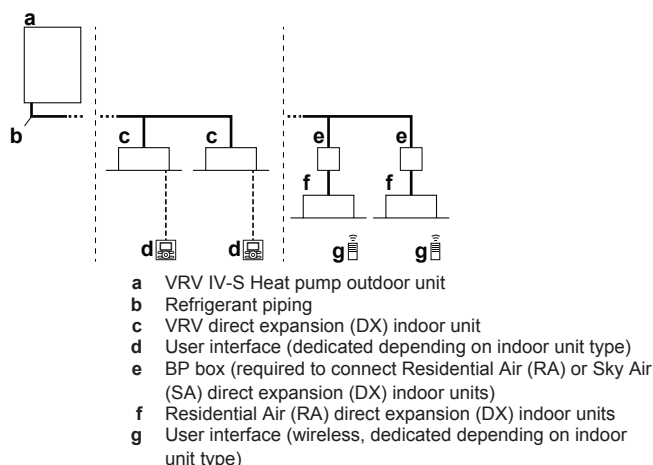 a
b
c c e e
f f
d d g g
a VRV IV-S Heat pump outdoor unit
b Refrigerant piping
c VRV direct expansion (DX) indoor unit
d User interface (dedicated depending on indoor unit type)
e BP box (required to connect Residential Air (RA) or Sky Air
(SA) direct expansion (DX) indoor units)
f Residential Air (RA) direct expansion (DX) indoor units
g User interface (wireless, dedicated depending on indoor
unit type)